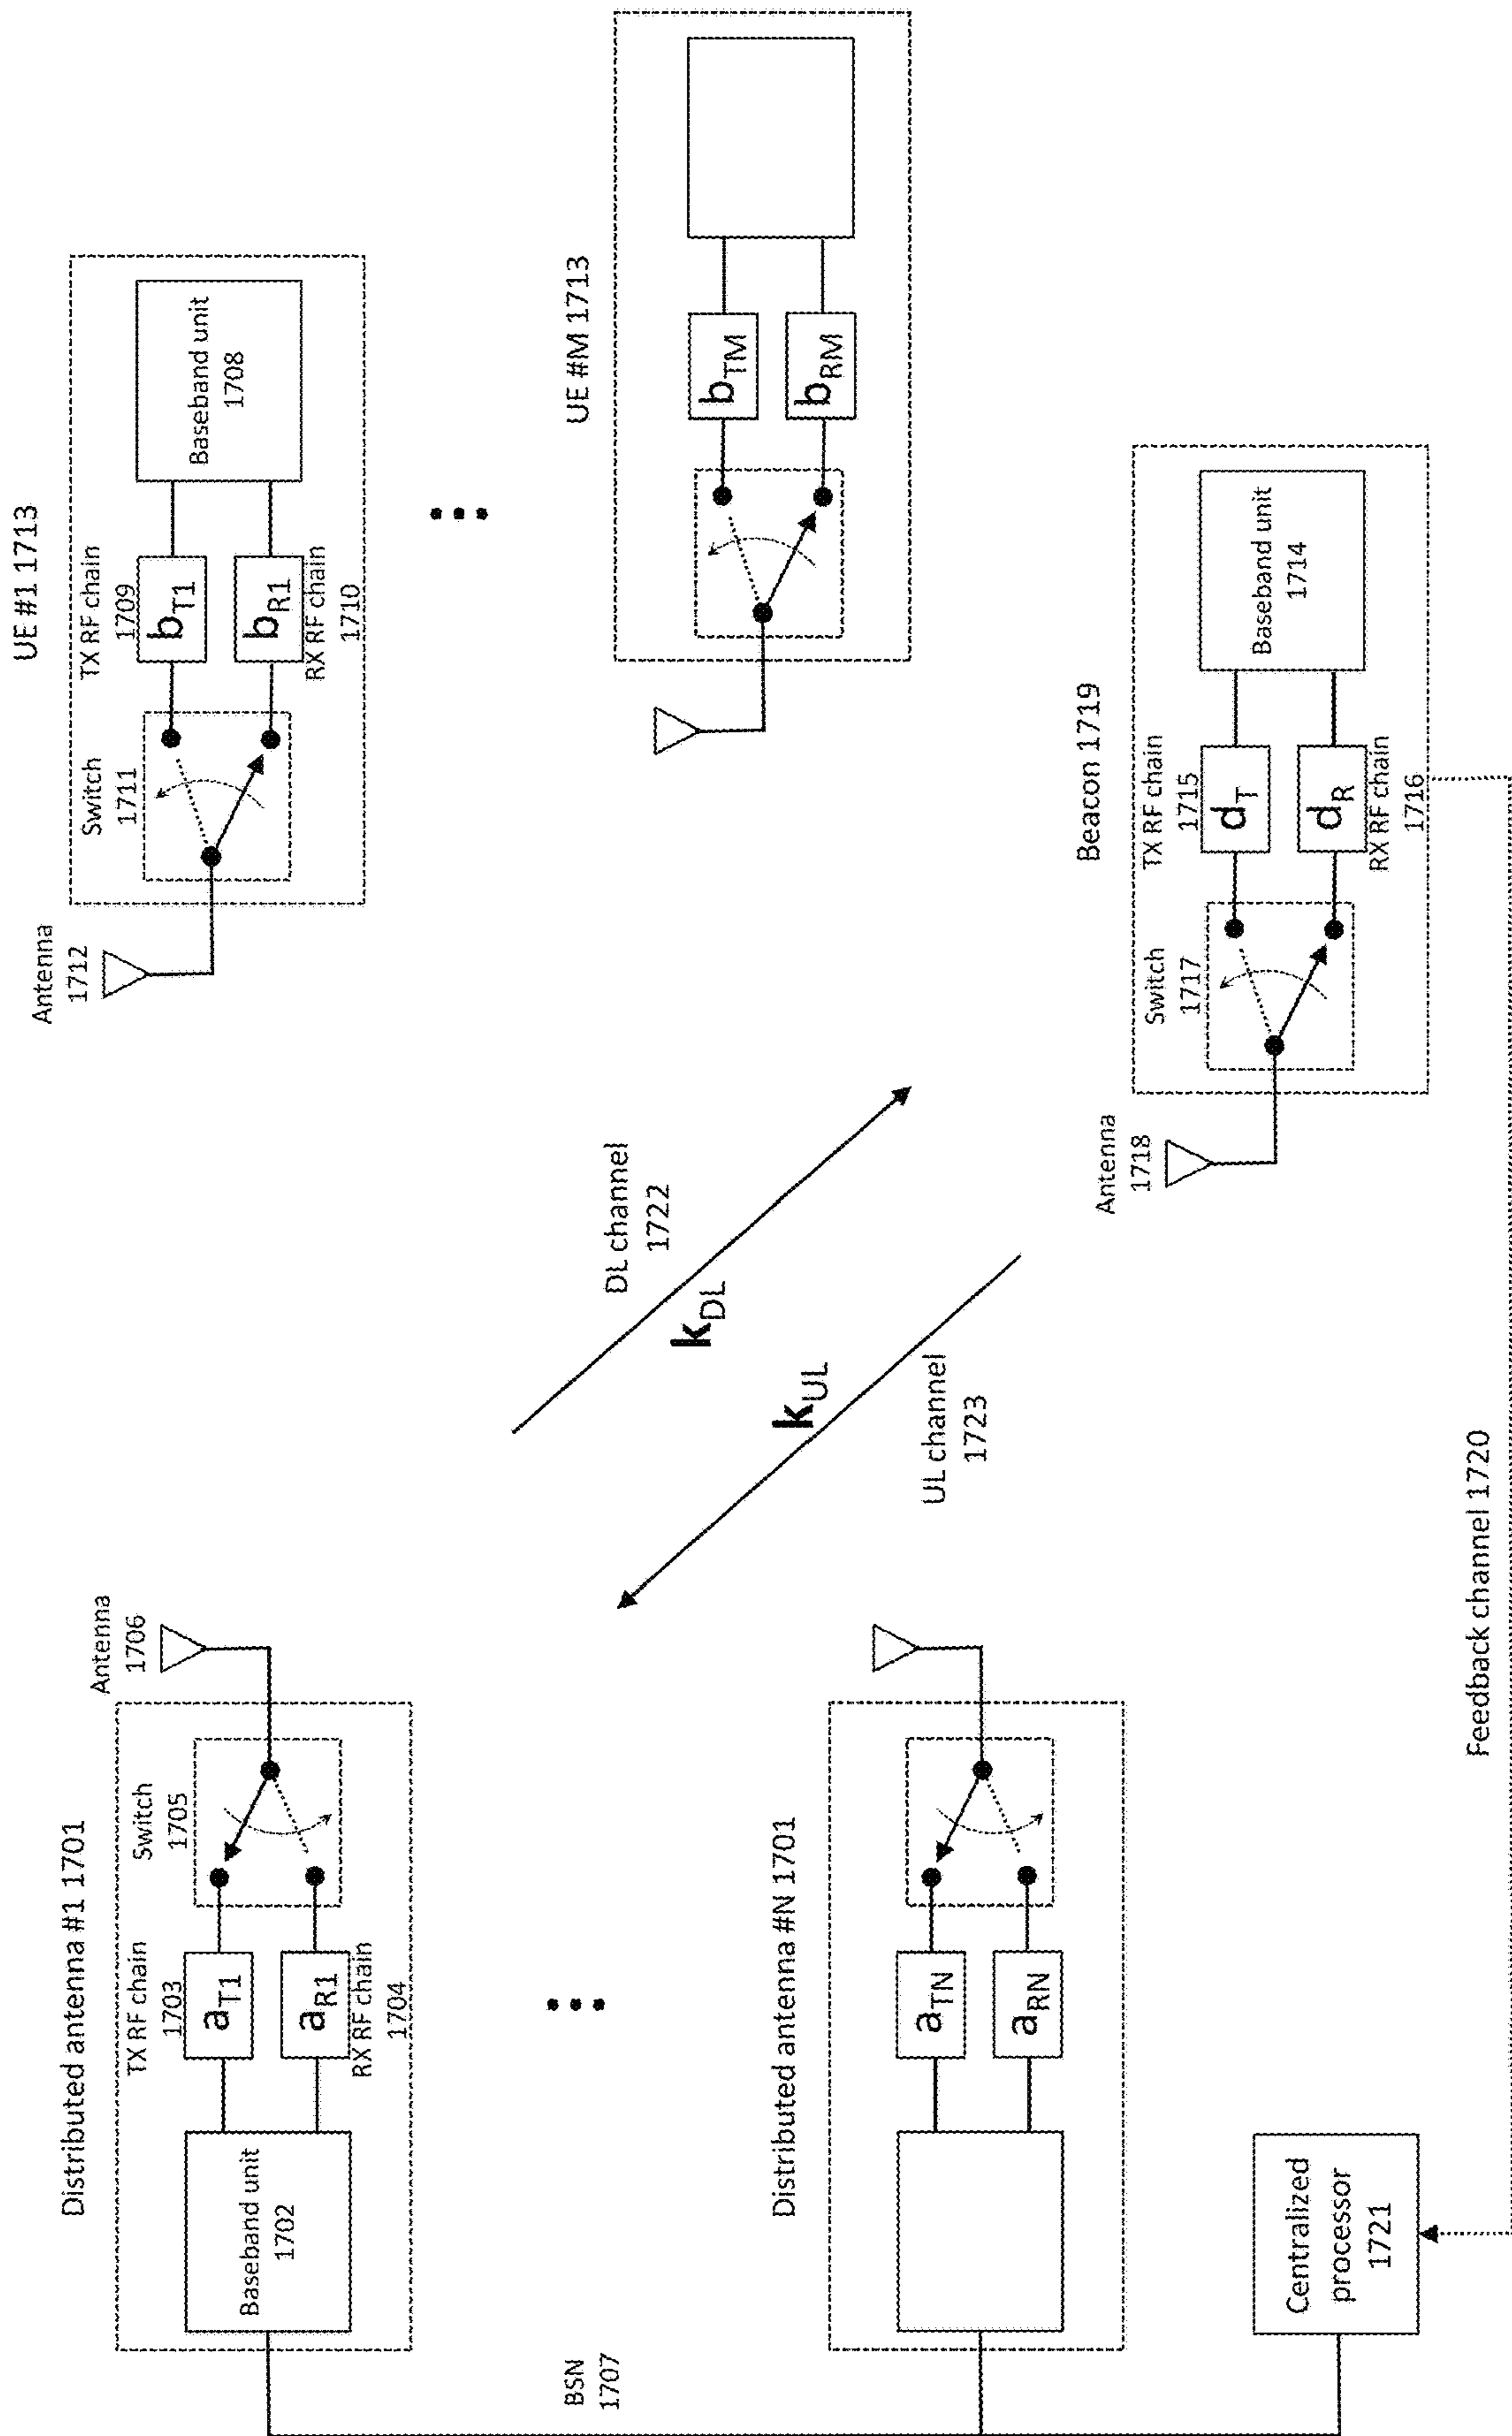 Distributed antenna #1 1701
Baseband unit
1702
TX RF chain
1703
a_T1
a_R1
RX RF chain
1704
Switch
1705
Antenna
1706
BSN
1707
Distributed antenna #N 1701
a_TN
a_RN
Centralized
processor
1721
DL channel
1722
k_DL
k_UL
UL channel
1723
UE #1 1713
Antenna
1712
Switch
1711
TX RF chain
1709
b_T1
b_R1
RX RF chain
1710
Baseband unit
1708
UE #M 1713
b_TM
b_RM
Beacon 1719
Antenna
1718
Switch
1717
TX RF chain
1715
d_T
d_R
RX RF chain
1716
Baseband unit
1714
Feedback channel 1720